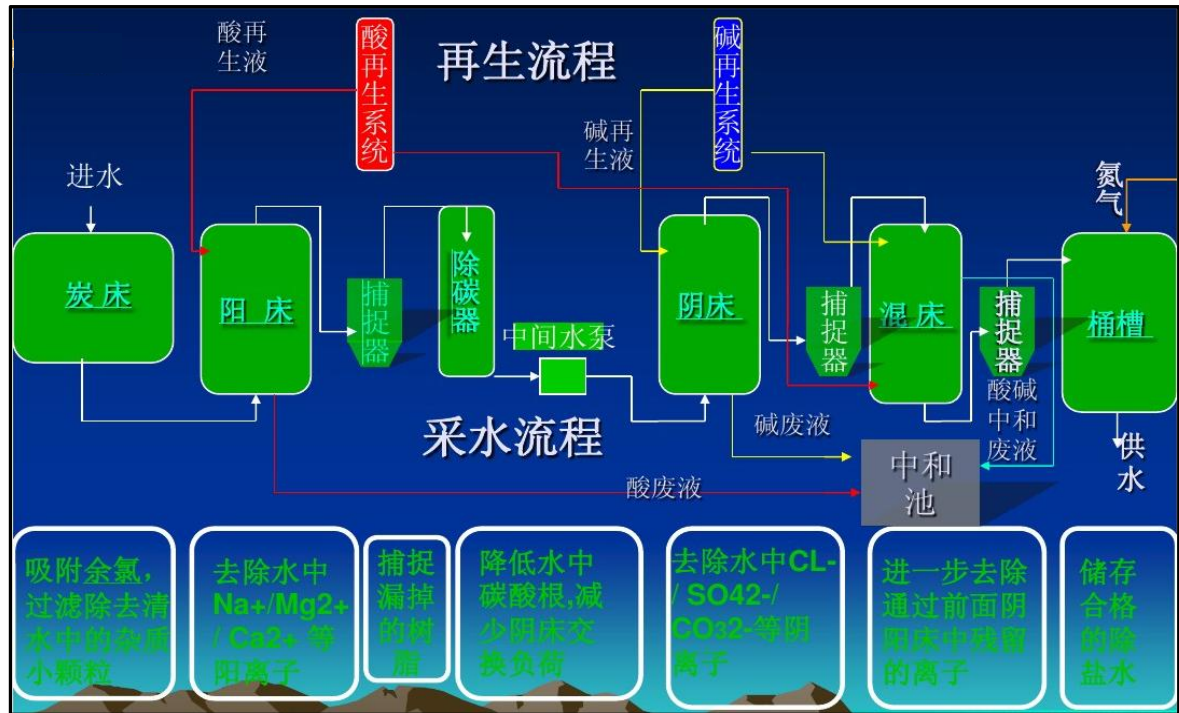 酸再
生液
酸再生系统
再生流程
碱再生系统
碱再
生液
进水
氮气
炭床
阳 床
捕捉器
除碳器
中间水泵
阴床
捕捉器
混床
捕捉器
桶槽
采水流程
碱废液
酸碱
中和
废液
供水
酸废液
中和
池
吸附余氯，
过滤除去清
水中的杂质
小颗粒
去除水中
Na+/Mg2+
/ Ca2+ 等
阳离子
捕捉
漏掉
的树
脂
降低水中
碳酸根,减
少阴床交
换负荷
去除水中CL-
/ SO42-/
CO32-等阴
离子
进一步去除
通过前面阴
阳床中残留
的离子
储存
合格
的除
盐水